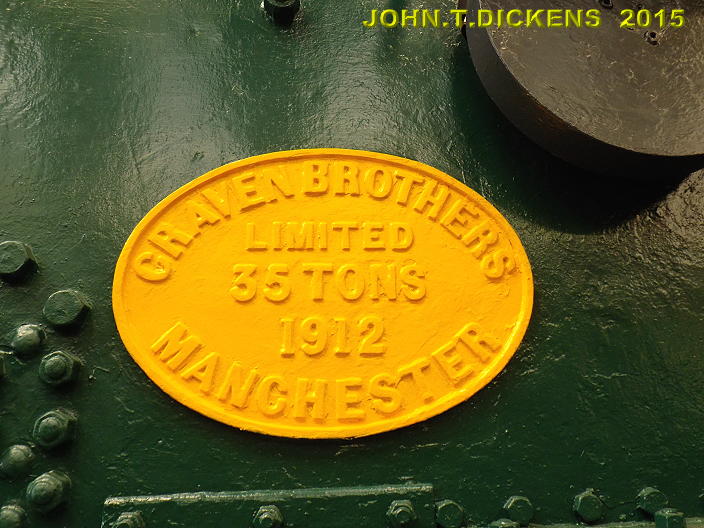 JOHN.T.DICKENS 2015
CRAVEN BROTHERS
LIMITED
35 TONS
1912
MANCHESTER